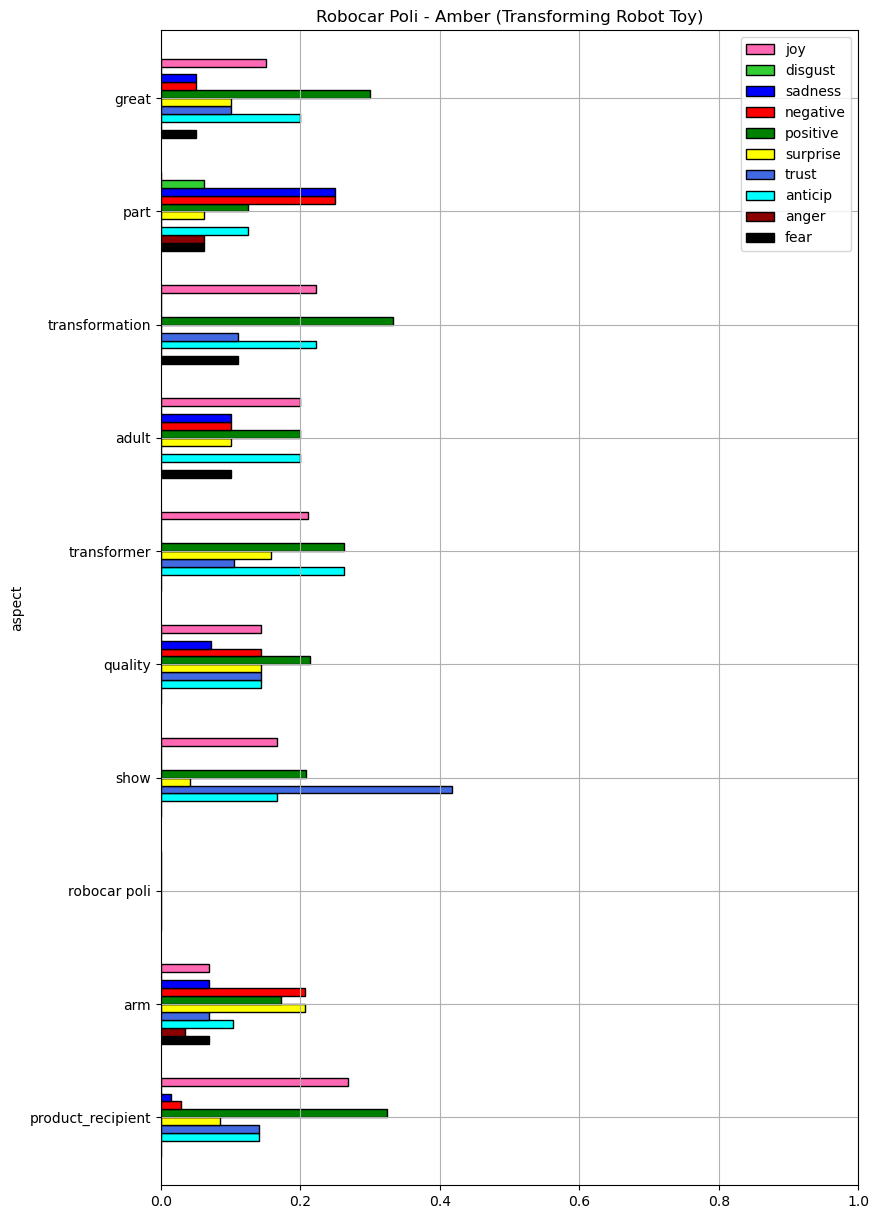 Robocar Poli - Amber (Transforming Robot Toy)
joy
disgust
sadness
negative
positive
surprise
trust
anticip
anger
fear
great
part
transformation
adult
transformer
quality
show
robocar poli
arm
product_recipient
aspect
0.0 0.2 0.4 0.6 0.8 1.0